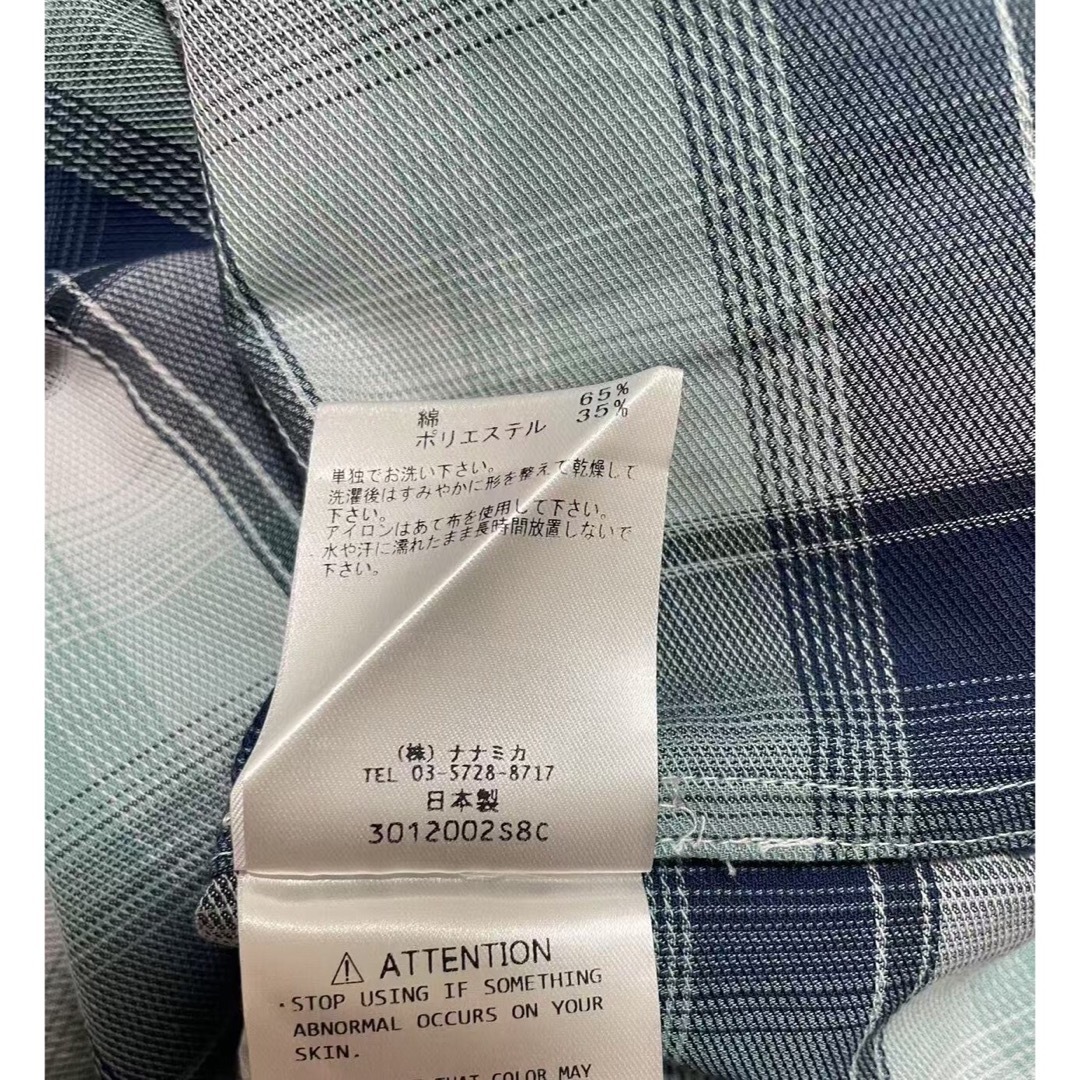 綿 65%
ポリエステル 35%
単独でお洗い下さい。
洗濯後はすみやかに形を整えて乾燥して
下さい。
アイロンはあて布を使用して下さい。
水や汗に濡れたまま長時間放置しないで
下さい。
(株) ナナミカ
TEL 03-5728-8717
日本製
3012002S8C
⚠ ATTENTION
・STOP USING IF SOMETHING
ABNORMAL OCCURS ON YOUR
SKIN.
THAT COLOR MAY